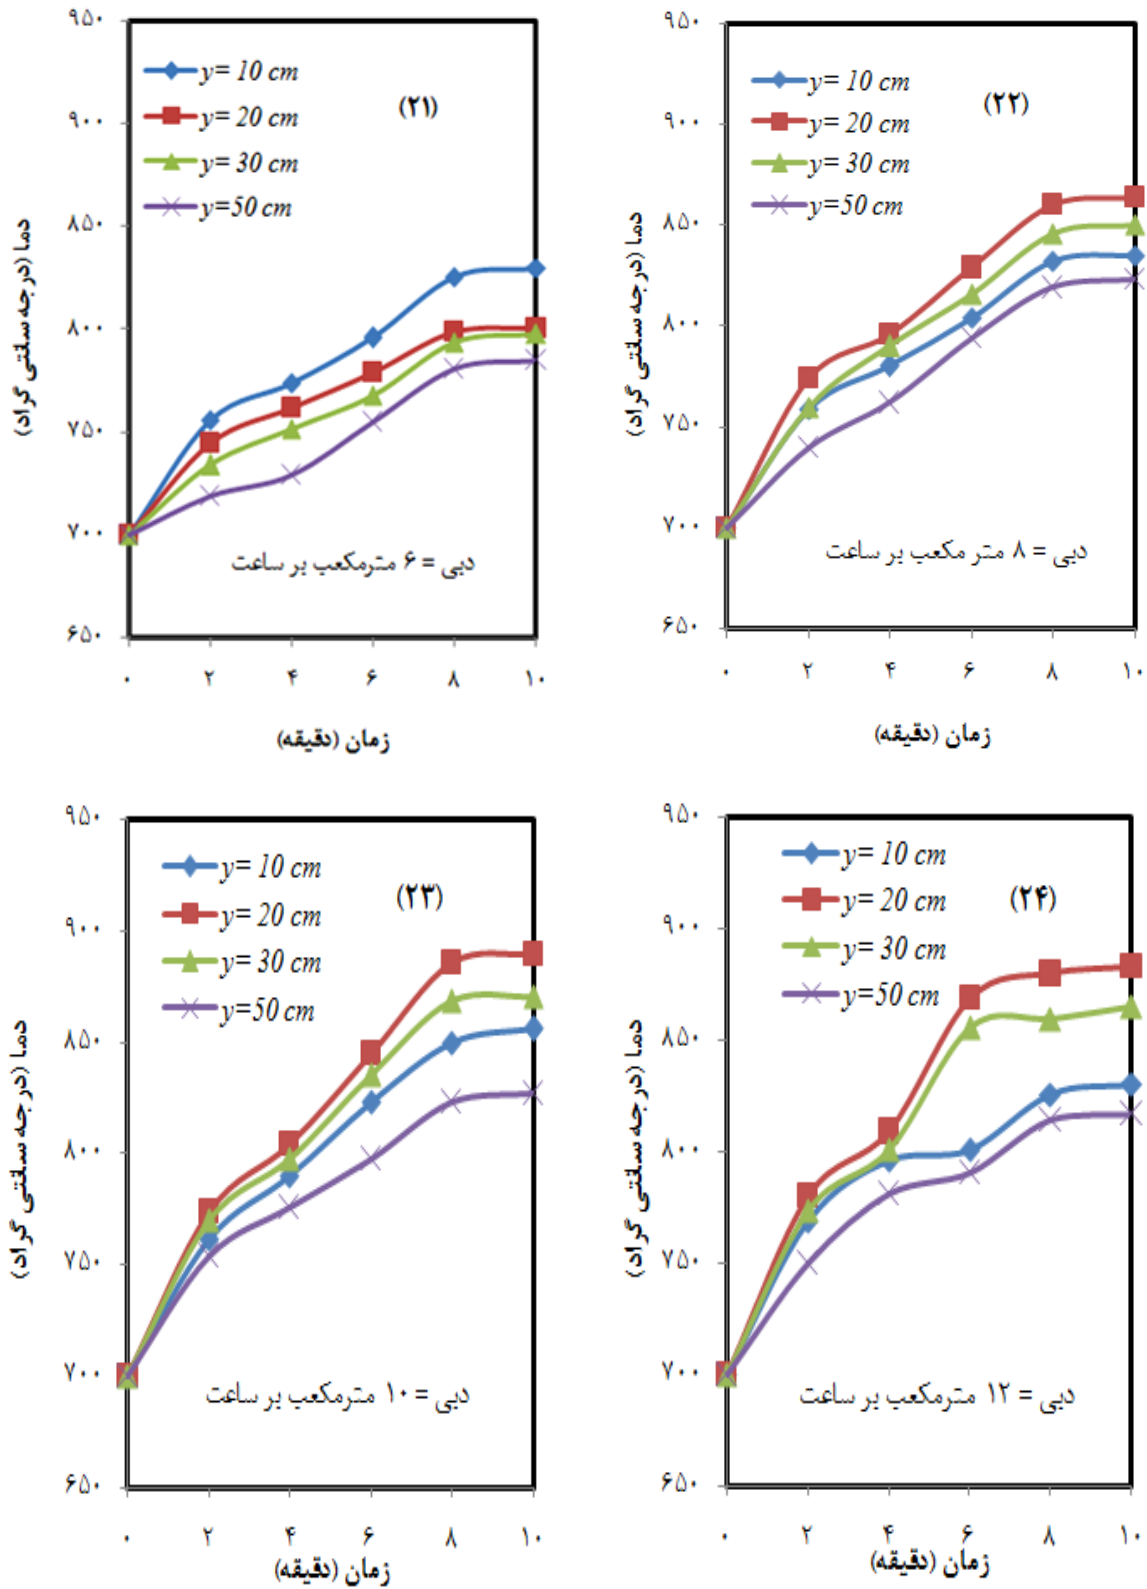 ۹۵۰
۹۰۰
۸۵۰
۸۰۰
۷۵۰
۷۰۰
۶۵۰
y= 10 cm
y= 20 cm
y= 30 cm
y=50 cm
(۲۱)
دما (درجه سانتی گراد)
دبی = ۶ مترمکعب بر ساعت
۰ ۲ ۴ ۶ ۸ ۱۰
زمان (دقیقه)
۹۵۰
۹۰۰
۸۵۰
۸۰۰
۷۵۰
۷۰۰
۶۵۰
y= 10 cm
y= 20 cm
y= 30 cm
y=50 cm
(۲۲)
دما (درجه سانتی گراد)
دبی = ۸ متر مکعب بر ساعت
۰ ۲ ۴ ۶ ۸ ۱۰
زمان (دقیقه)
۹۵۰
۹۰۰
۸۵۰
۸۰۰
۷۵۰
۷۰۰
۶۵۰
y= 10 cm
y= 20 cm
y= 30 cm
y=50 cm
(۲۳)
دما (درجه سانتی گراد)
دبی = ۱۰ مترمکعب بر ساعت
۰ ۲ ۴ ۶ ۸ ۱۰
زمان (دقیقه)
۹۵۰
۹۰۰
۸۵۰
۸۰۰
۷۵۰
۷۰۰
۶۵۰
y= 10 cm
y= 20 cm
y= 30 cm
y=50 cm
(۲۴)
دما (درجه سانتی گراد)
دبی = ۱۲ مترمکعب بر ساعت
۰ ۲ ۴ ۶ ۸ ۱۰
زمان (دقیقه)